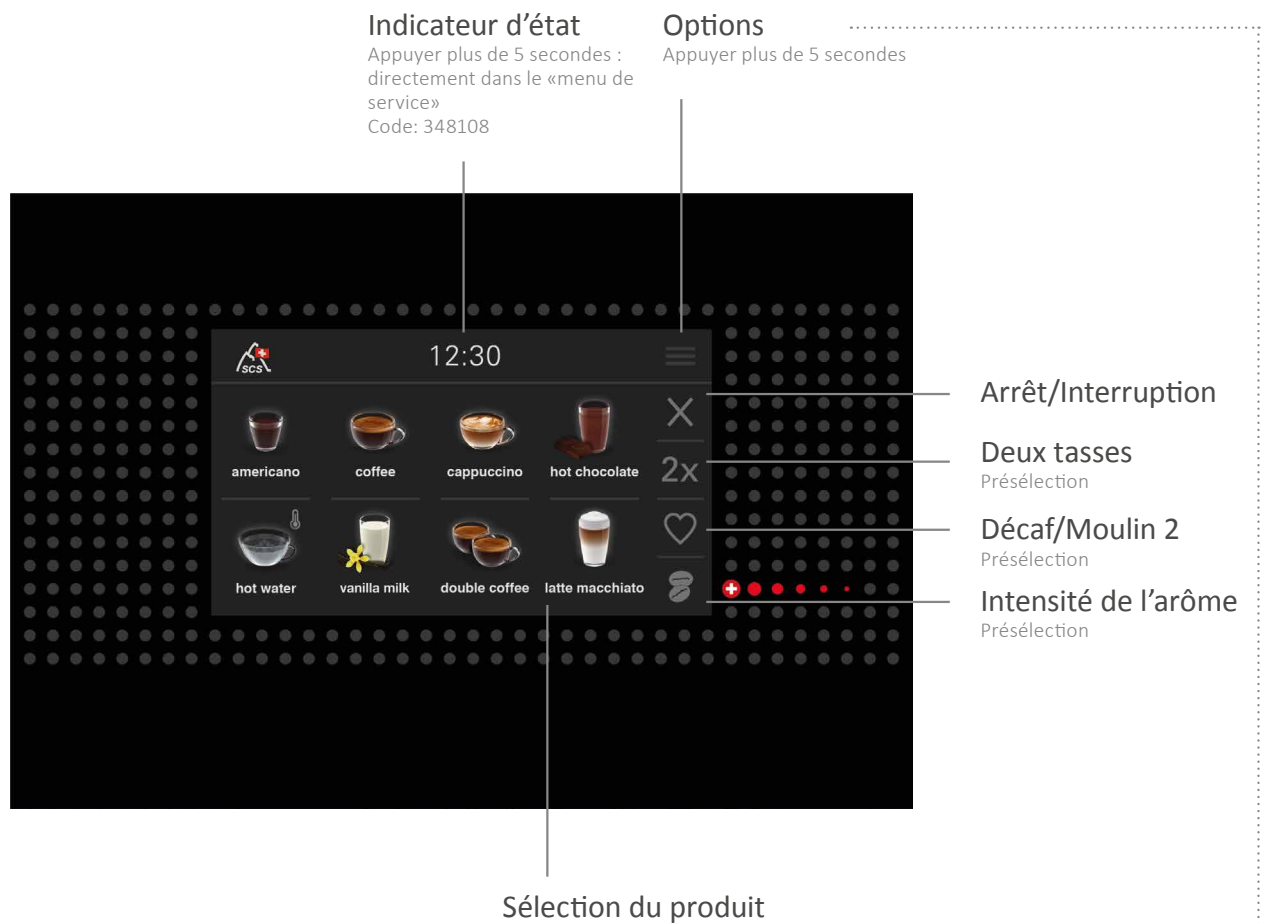 Indicateur d’état
Appuyer plus de 5 secondes :
directement dans le «menu de
service»
Code: 348108
Options
Appuyer plus de 5 secondes
scs
12:30
americano
coffee
cappuccino
hot chocolate
2x
hot water
vanilla milk
double coffee
latte macchiato
Arrêt/Interruption
Deux tasses
Présélection
Décaf/Moulin 2
Présélection
Intensité de l’arôme
Présélection
Sélection du produit